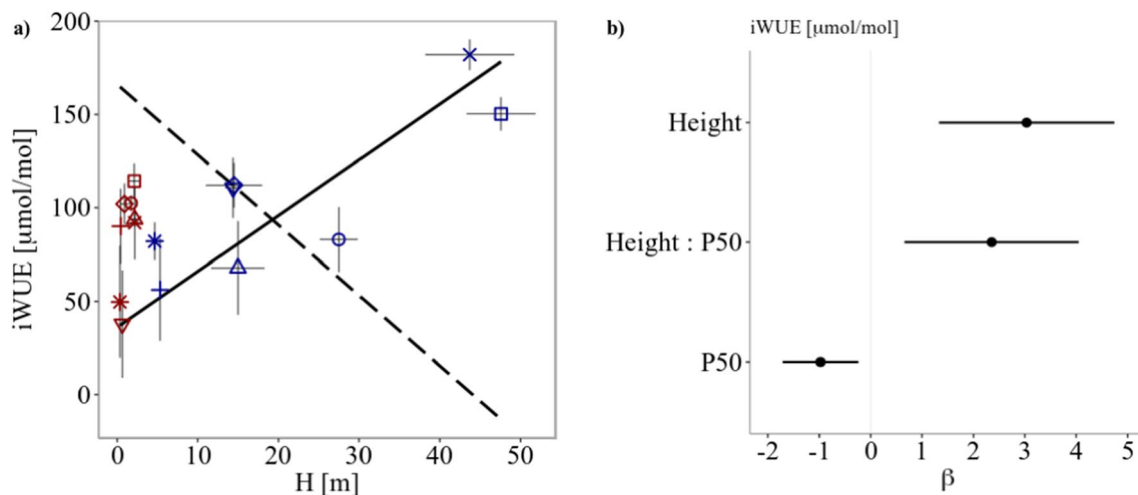 a)
200
150
100
50
0
iWUE [μmol/mol]
0 10 20 30 40 50
H [m]
b)
iWUE [μmol/mol]
Height
Height : P50
P50
-2 -1 0 1 2 3 4 5
β